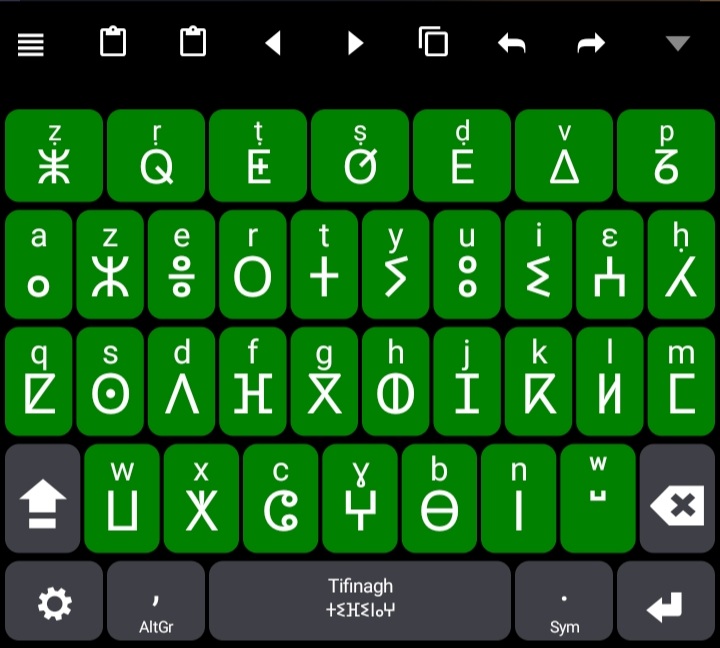 ẓ ṛ ṭ ṣ ḍ v p
ⵥ ⵕ ⵟ ⵚ ⴹ ⵠ ⵒ
a z e r t y u i ɛ ḥ
ⴰ ⵣ ⴻ ⵔ ⵜ ⵢ ⵓ ⵉ ⵄ ⵃ
q s d f g h j k l m
ⵇ ⵙ ⴷ ⴼ ⴳ ⵀ ⵊ ⴽ ⵍ ⵎ
w x c ɣ b n ʷ
ⵡ ⵅ ⵛ ⵖ ⴱ ⵏ ⵯ
, Tifinagh .
AltGr ⵜⵉⴼⵉⵏⴰⵖ Sym